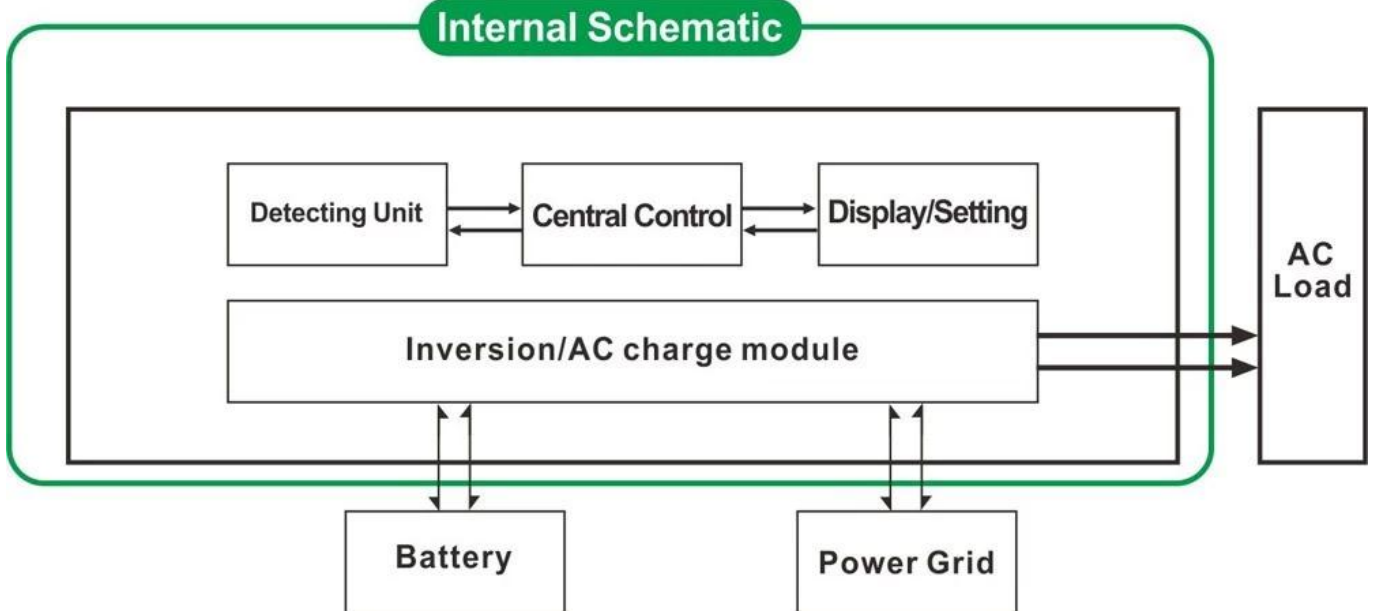 Internal Schematic
Detecting Unit
Central Control
Display/Setting
AC
Load
Inversion/AC charge module
Battery
Power Grid